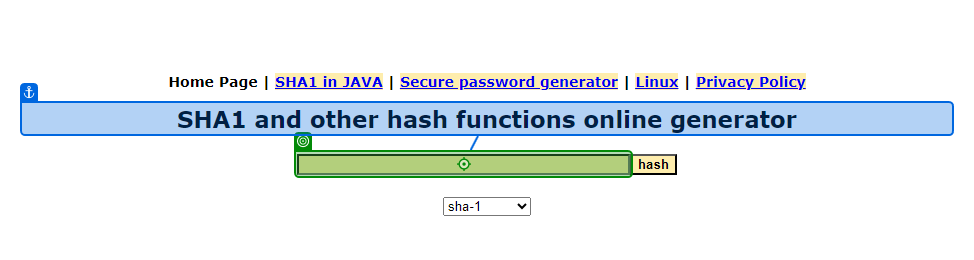 Home Page | SHA1 in JAVA | Secure password generator | Linux | Privacy Policy
SHA1 and other hash functions online generator
hash
sha-1